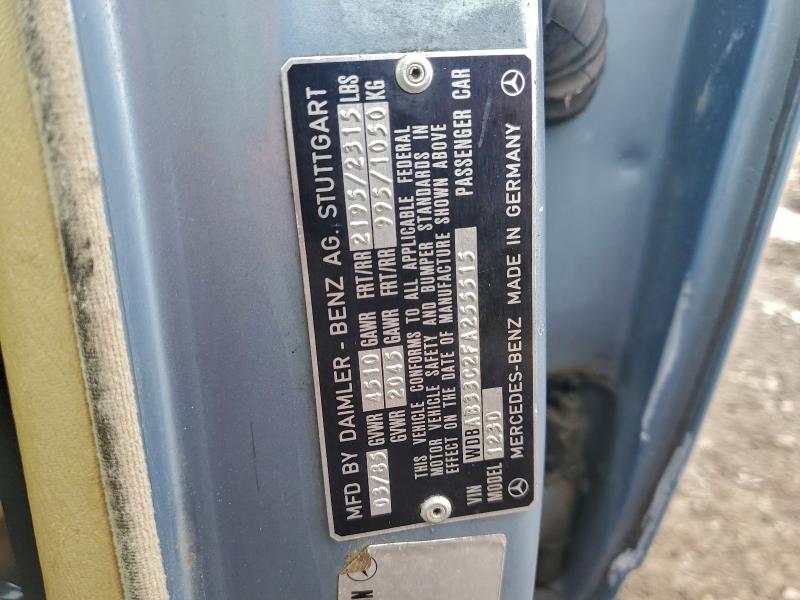 MFD BY DAIMLER - BENZ AG. STUTTGART
03/85 GVWR 4510 GAWR FRT/RR 2195/2315 LBS
GVWR 2045 GAWR FRT/RR 995/1050 KG
THIS VEHICLE CONFORMS TO ALL APPLICABLE FEDERAL
MOTOR VEHICLE SAFETY AND BUMPER STANDARDS IN
EFFECT ON THE DATE OF MANUFACTURE SHOWN ABOVE
VIN WDBAB33C2FA255515
MODEL 123D PASSENGER CAR
MERCEDES-BENZ MADE IN GERMANY